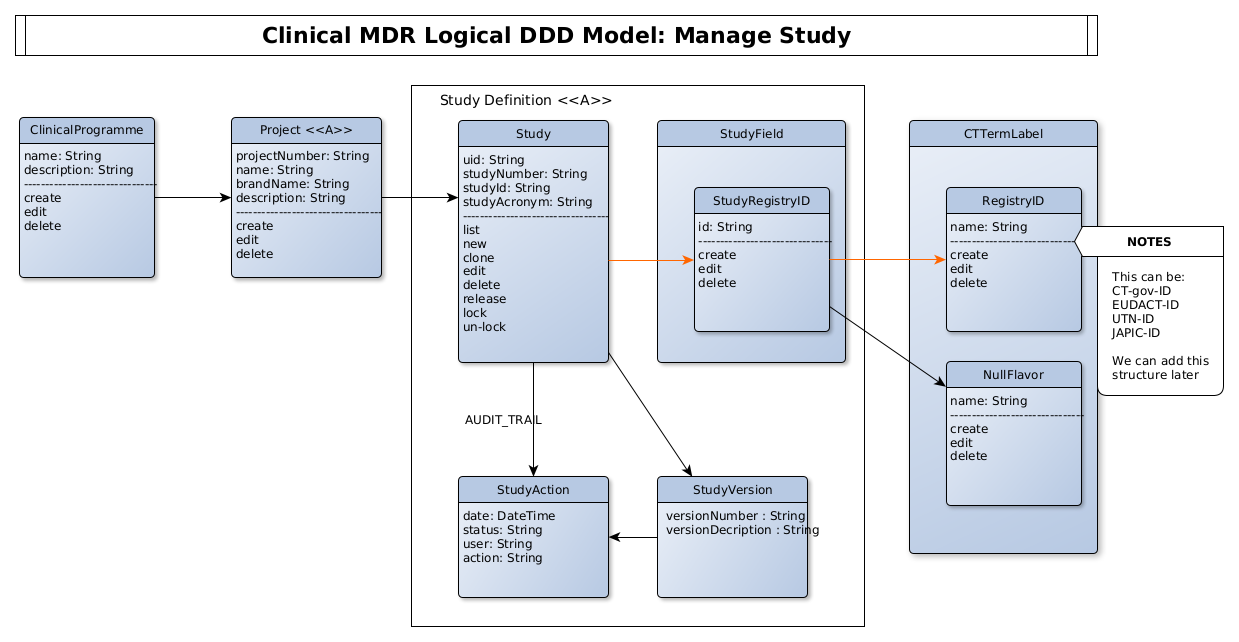 Clinical MDR Logical DDD Model: Manage Study
Study Definition <<A>>
ClinicalProgramme
name: String
description: String
create
edit
delete
Project <<A>>
projectNumber: String
name: String
brandName: String
description: String
create
edit
delete
Study
uid: String
studyNumber: String
studyId: String
studyAcronym: String
list
new
clone
edit
delete
release
lock
un-lock
StudyField
StudyRegistryID
id: String
create
edit
delete
CTTermLabel
RegistryID
name: String
create
edit
delete
NOTES
This can be:
CT-gov-ID
EUDACT-ID
UTN-ID
JAPIC-ID
We can add this
structure later
NullFlavor
name: String
create
edit
delete
AUDIT_TRAIL
StudyAction
date: DateTime
status: String
user: String
action: String
StudyVersion
versionNumber : String
versionDecription : String